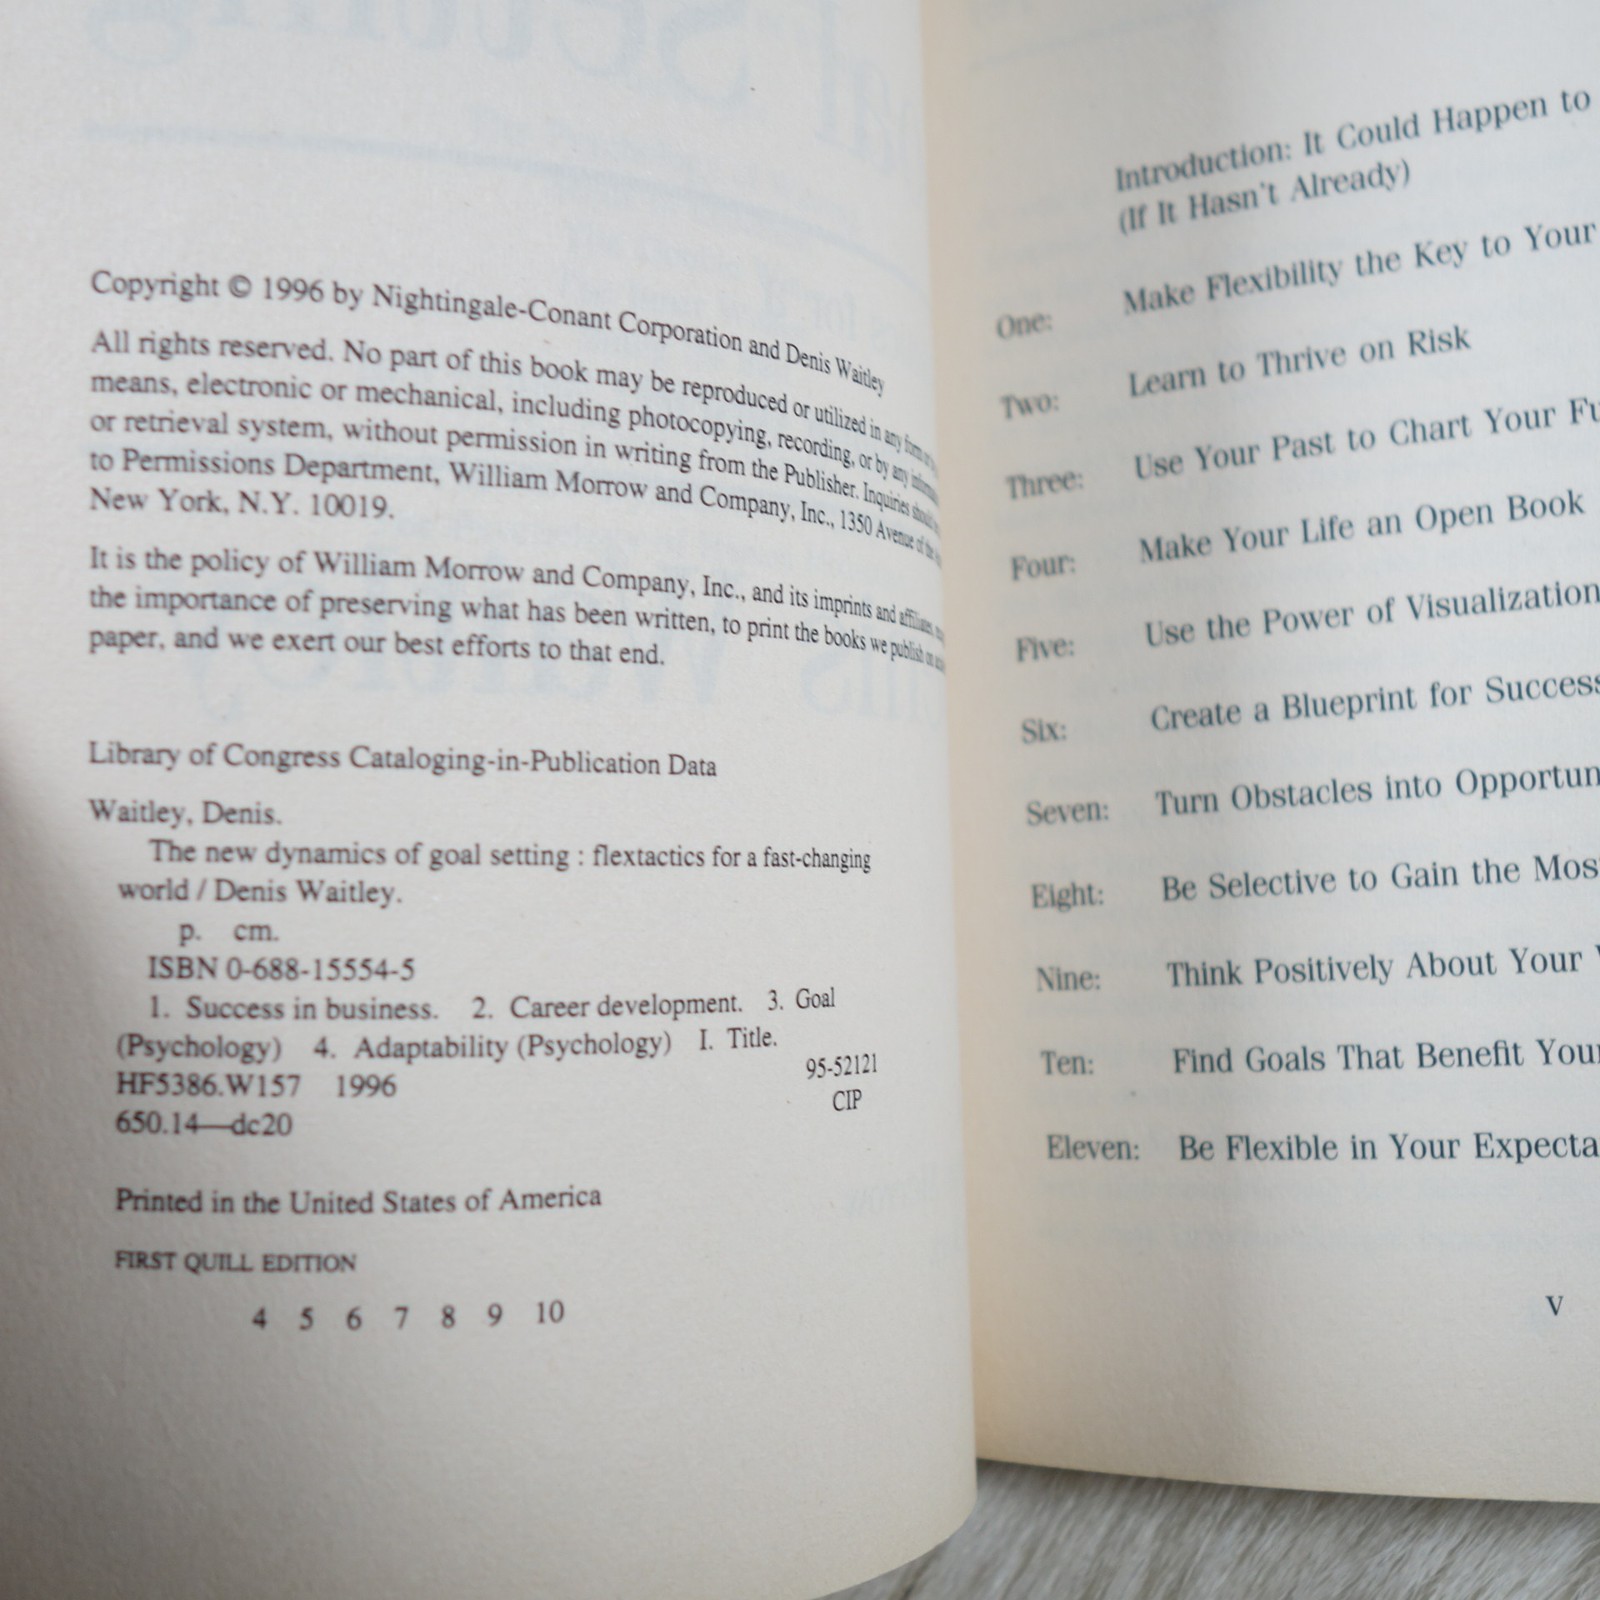 Copyright © 1996 by Nightingale-Conant Corporation and Denis Waitley
All rights reserved. No part of this book may be reproduced or utilized in any form or
means, electronic or mechanical, including photocopying, recording, or by any
or retrieval system, without permission in writing from the Publisher. Inquiries should
to Permissions Department, William Morrow and Company, Inc., 1350 Avenue of the
New York, N.Y. 10019.
It is the policy of William Morrow and Company, Inc., and its imprints and affiliates,
the importance of preserving what has been written, to print the books we publish on
paper, and we exert our best efforts to that end.
Library of Congress Cataloging-in-Publication Data
Waitley, Denis.
The new dynamics of goal setting : flextactics for a fast-changing
world / Denis Waitley.
p. cm.
ISBN 0-688-15554-5
1. Success in business. 2. Career development. 3. Goal
(Psychology) 4. Adaptability (Psychology) I. Title.
HF5386.W157 1996
650.14—dc20
95-52121
CIP
Printed in the United States of America
FIRST QUILL EDITION
4 5 6 7 8 9 10
Introduction: It Could Happen to
(If It Hasn't Already)
One: Make Flexibility the Key to Your
Two: Learn to Thrive on Risk
Three: Use Your Past to Chart Your Fu
Four: Make Your Life an Open Book
Five: Use the Power of Visualization
Six: Create a Blueprint for Success
Seven: Turn Obstacles into Opportun
Eight: Be Selective to Gain the Mos
Nine: Think Positively About Your
Ten: Find Goals That Benefit Your
Eleven: Be Flexible in Your Expecta
v